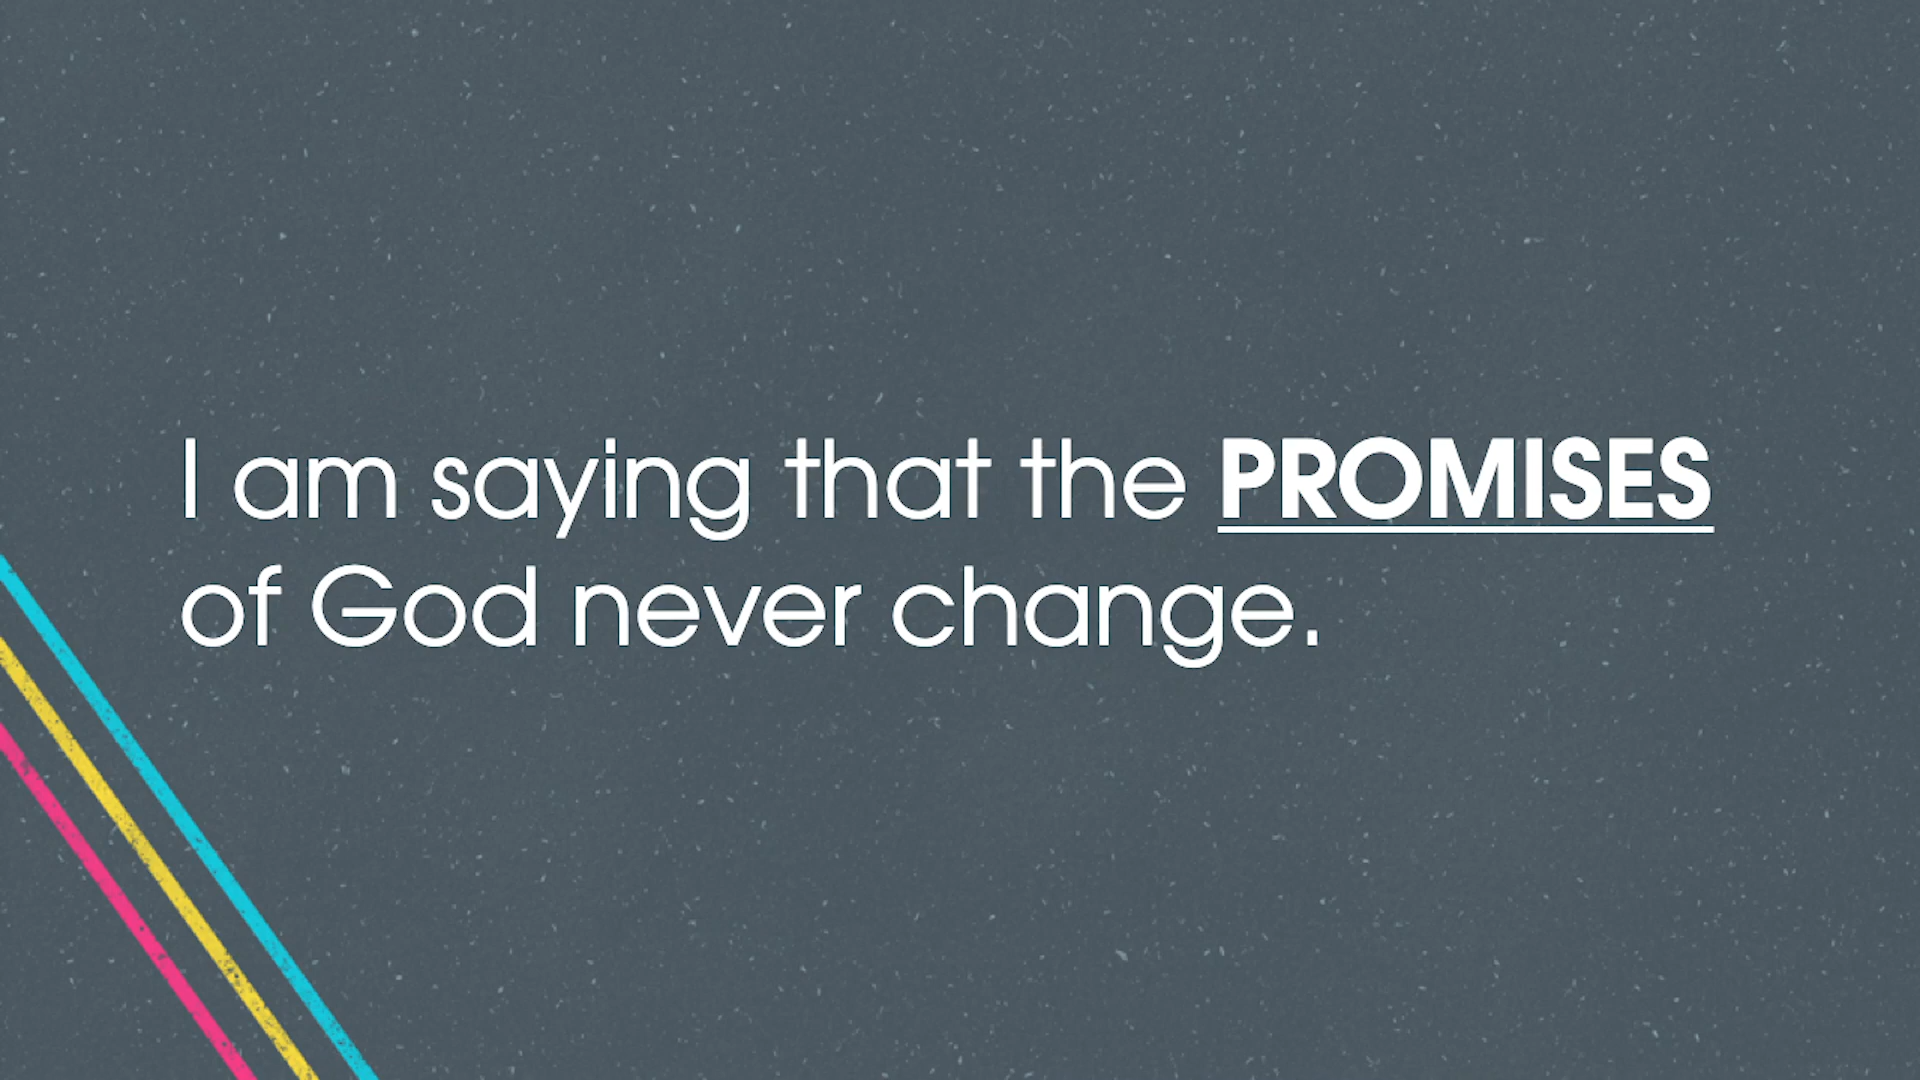 I am saying that the PROMISES
of God never change.